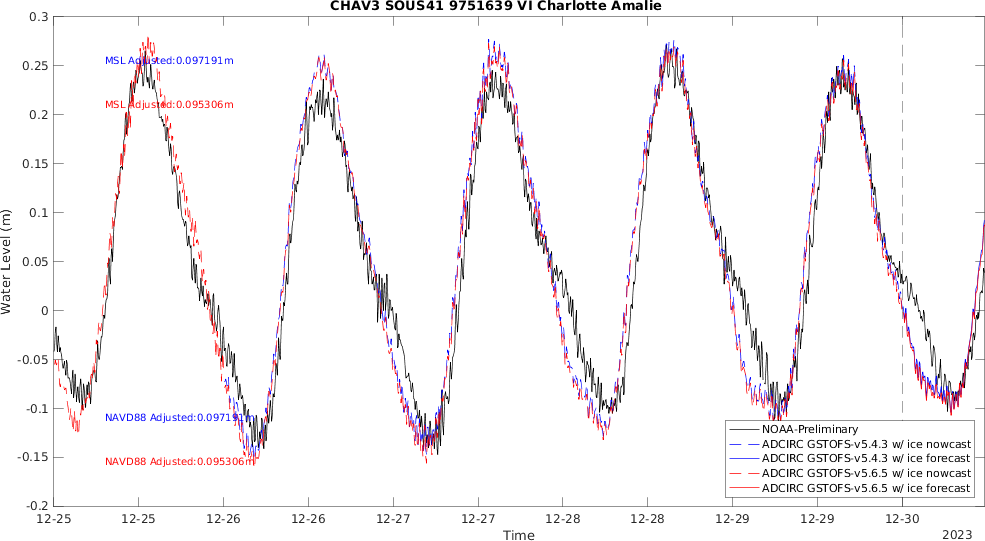 CHAV3 SOUS41 9751639 VI Charlotte Amalie
0.3
0.25
0.2
0.15
0.1
0.05
0
-0.05
-0.1
-0.15
-0.2
Water Level (m)
MSL Adjusted:0.097191m
MSL Adjusted:0.095306m
NAVD88 Adjusted:0.097191m
NAVD88 Adjusted:0.095306m
NOAA-Preliminary
ADCIRC GSTOFS-v5.4.3 w/ ice nowcast
ADCIRC GSTOFS-v5.4.3 w/ ice forecast
ADCIRC GSTOFS-v5.6.5 w/ ice nowcast
ADCIRC GSTOFS-v5.6.5 w/ ice forecast
12-25 12-25 12-26 12-26 12-27 12-27 12-28 12-28 12-29 12-29 12-30
Time
2023